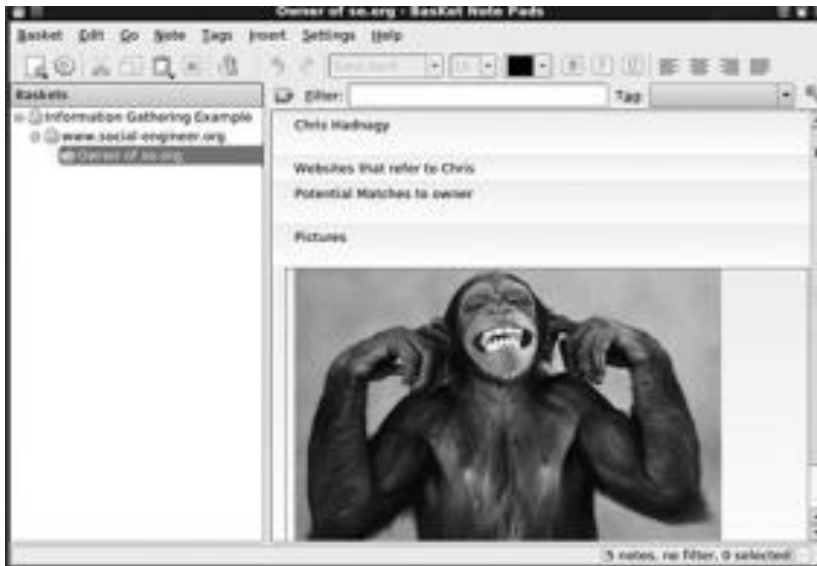 Owner of se.org - BasKet Note Pads
Basket Edit Go Note Tags Insert Settings Help
Baskets
Filter:
Tag:
Information Gathering Example
www.social-engineer.org
Owner of se.org
Chris Hadnagy
Websites that refer to Chris
Potential Matches to owner
Pictures
5 notes, no filter, 0 selected